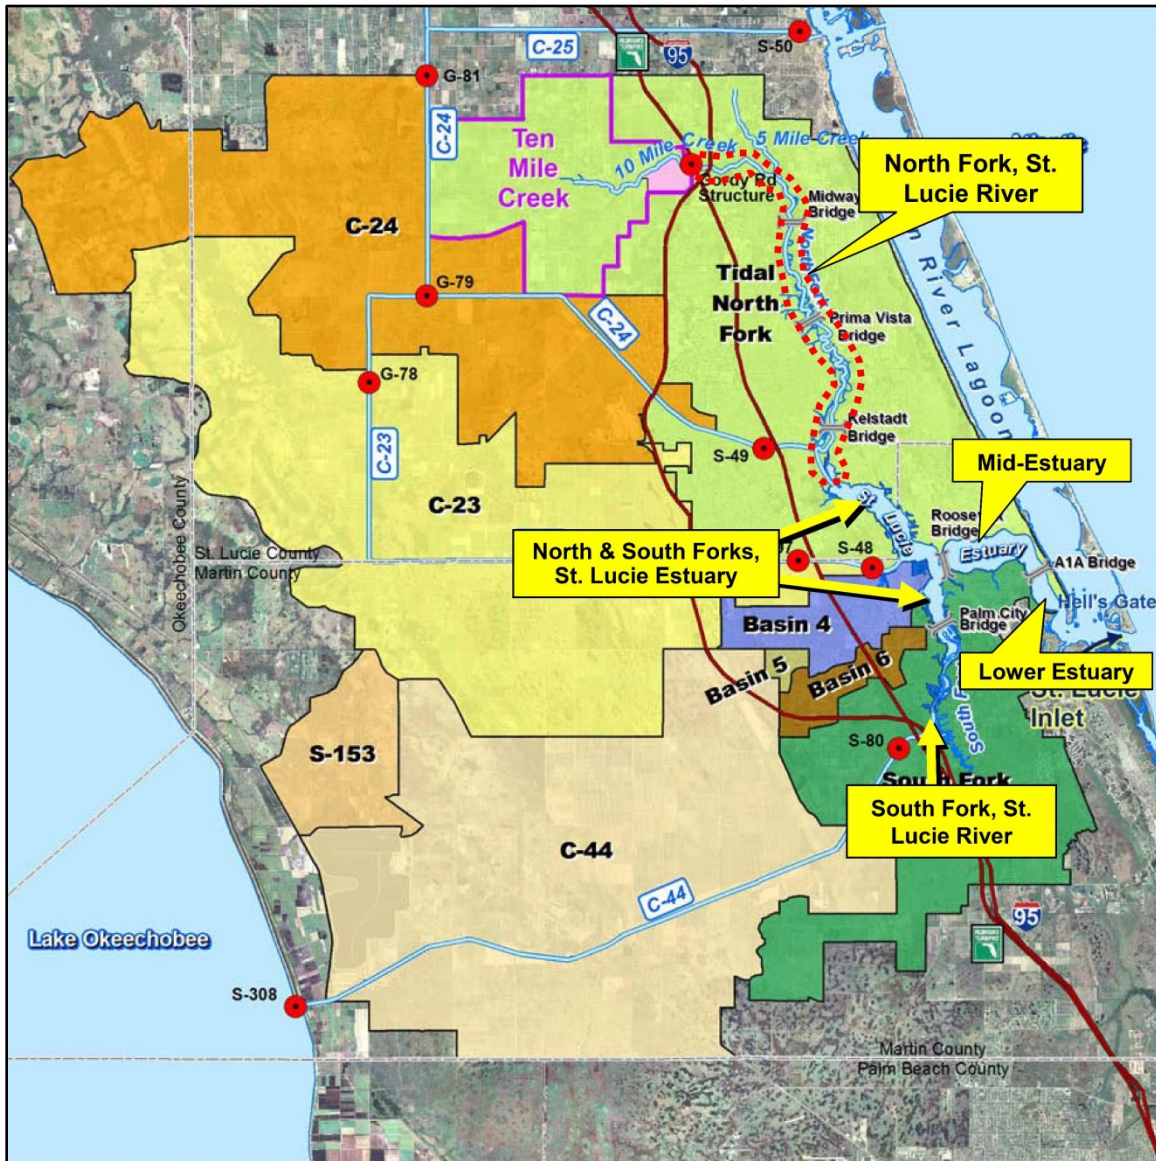 C-25
S-50
95
G-81
C-24
Ten
Mile
Creek
10 Mile Creek
5 Mile Creek
Gordy Rd
Structure
Midway
Bridge
North Fork, St.
Lucie River
C-24
Tidal
North
Fork
North Fork
River Lagoon
G-79
C-24
Prima Vista
Bridge
G-78
C-23
Kelstadt
Bridge
S-49
Mid-Estuary
C-23
St. Lucie
Estuary
Bridge
Okeechobee County
St. Lucie County
Martin County
North & South Forks,
St. Lucie Estuary
S-48
A1A Bridge
Hell's Gate
Basin 4
Palm City
Bridge
Basin 5
Basin 6
Lower Estuary
St. Lucie
Inlet
S-153
S-80
South Fork
South Fork, St.
Lucie River
C-44
C-44
95
Lake Okeechobee
S-308
Martin County
Palm Beach County